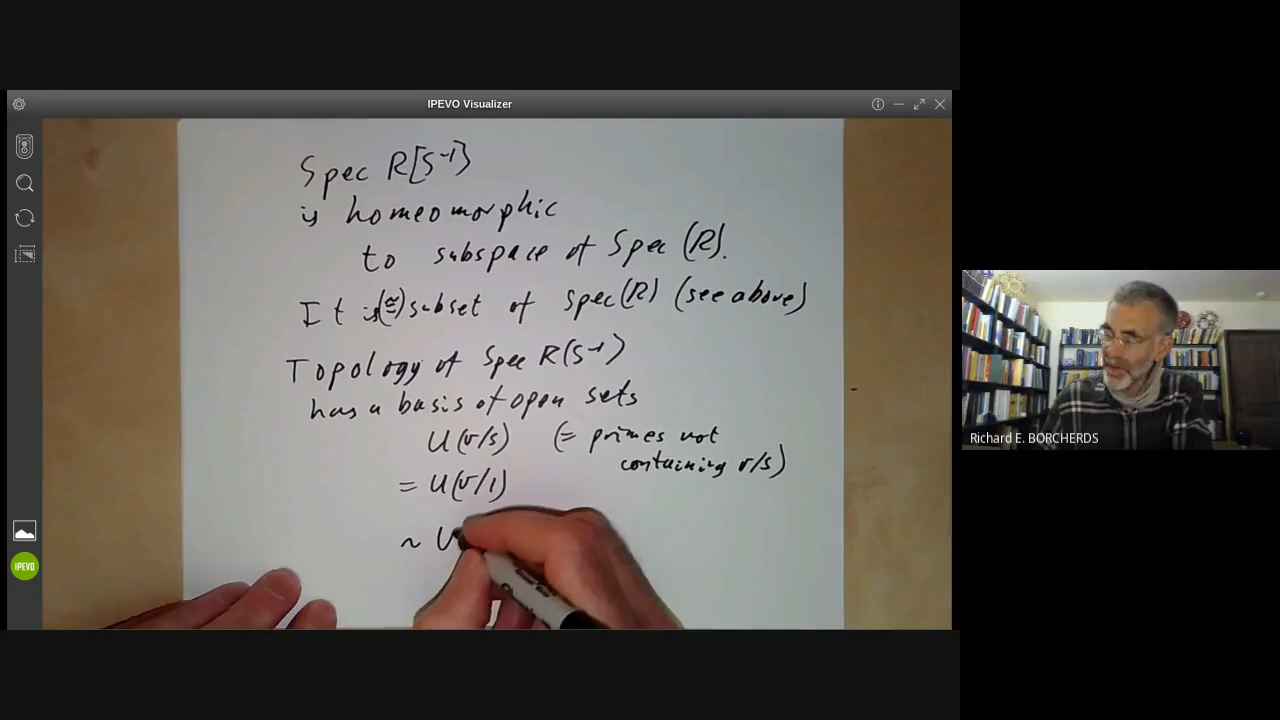 IPEVO Visualizer
Spec R[S⁻¹]
is homeomorphic
to subspace of Spec (R).
It is (≅) subset of Spec(R) (see above)
Topology of Spec R(S⁻¹)
has a basis of open sets
U(r/s) (= primes not
containing r/s)
= U(r/1)
~ U
IPEVO
Richard E. BORCHERDS